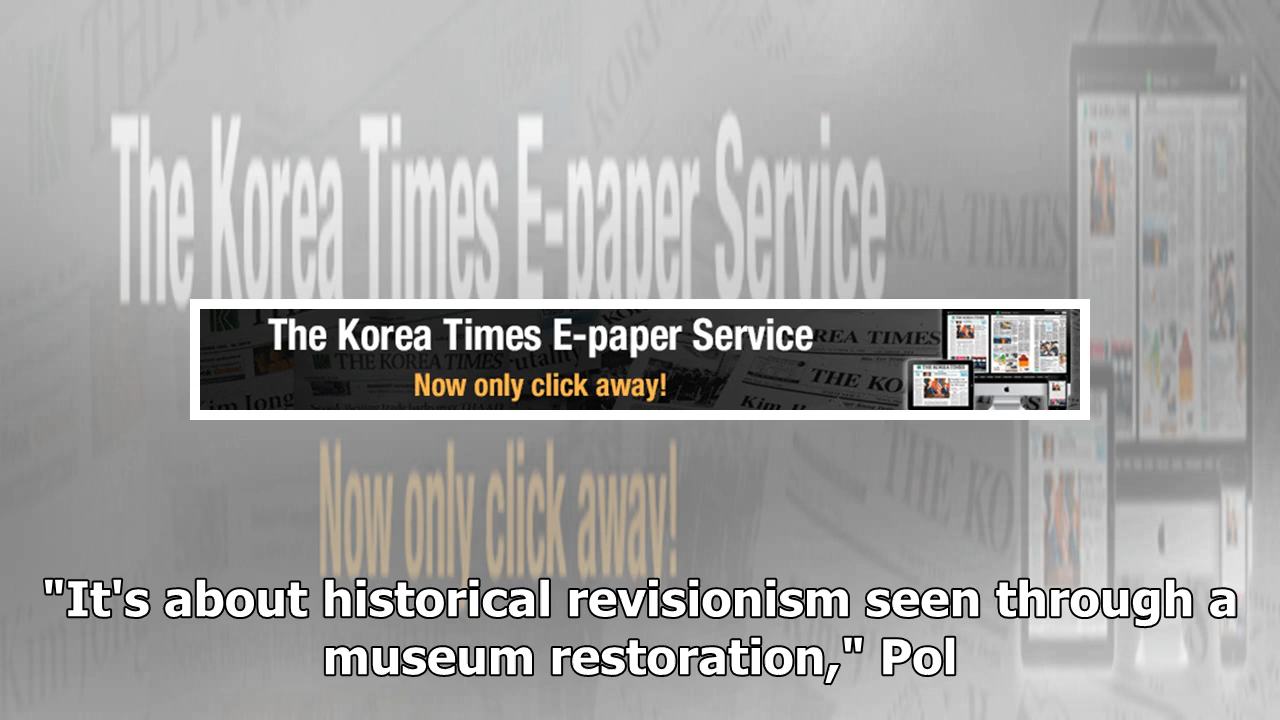 The Korea Times E-paper Service
The Korea Times E-paper Service
Now only click away!
Now only click away!
"It's about historical revisionism seen through a
museum restoration," Pol